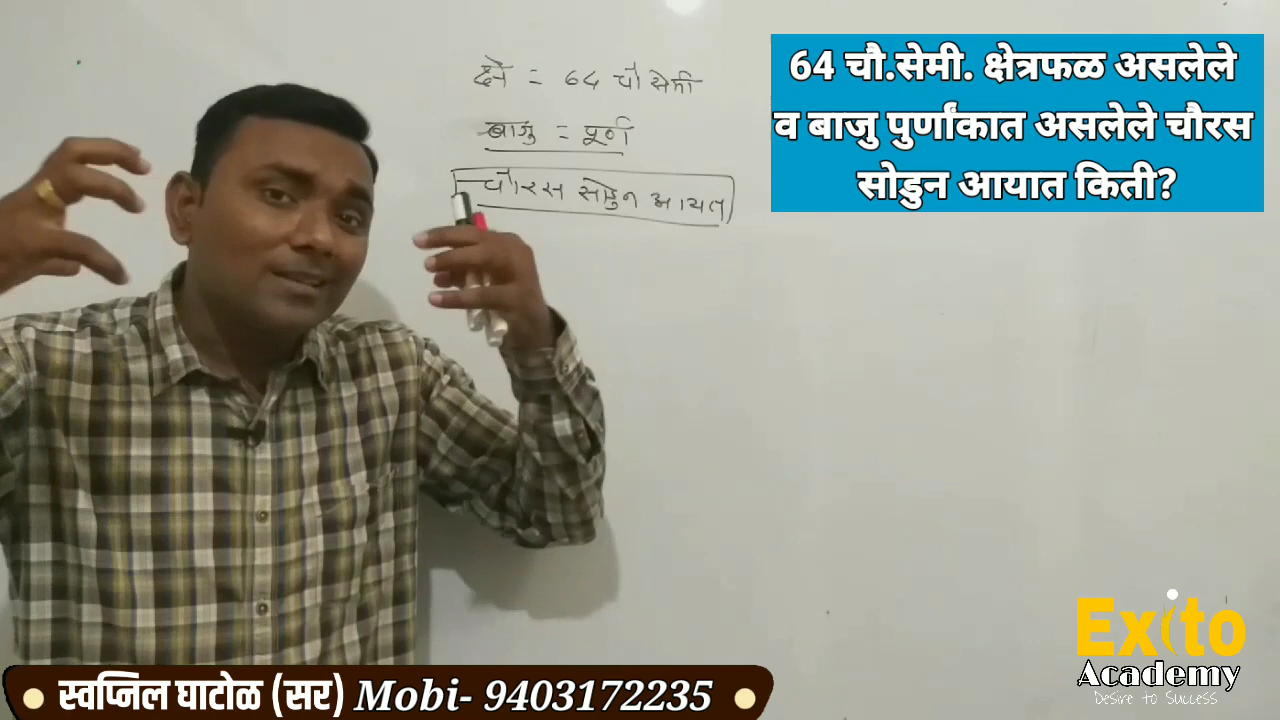 क्षे = 64 चौ सेमी
बाजु = पूर्ण
चौरस सोडुन आयत
64 चौ.सेमी. क्षेत्रफळ असलेले
व बाजु पुर्णांकात असलेले चौरस
सोडुन आयात किती?
Exito
Academy
Desire to Success
स्वप्निल घाटोळ (सर) Mobi- 9403172235